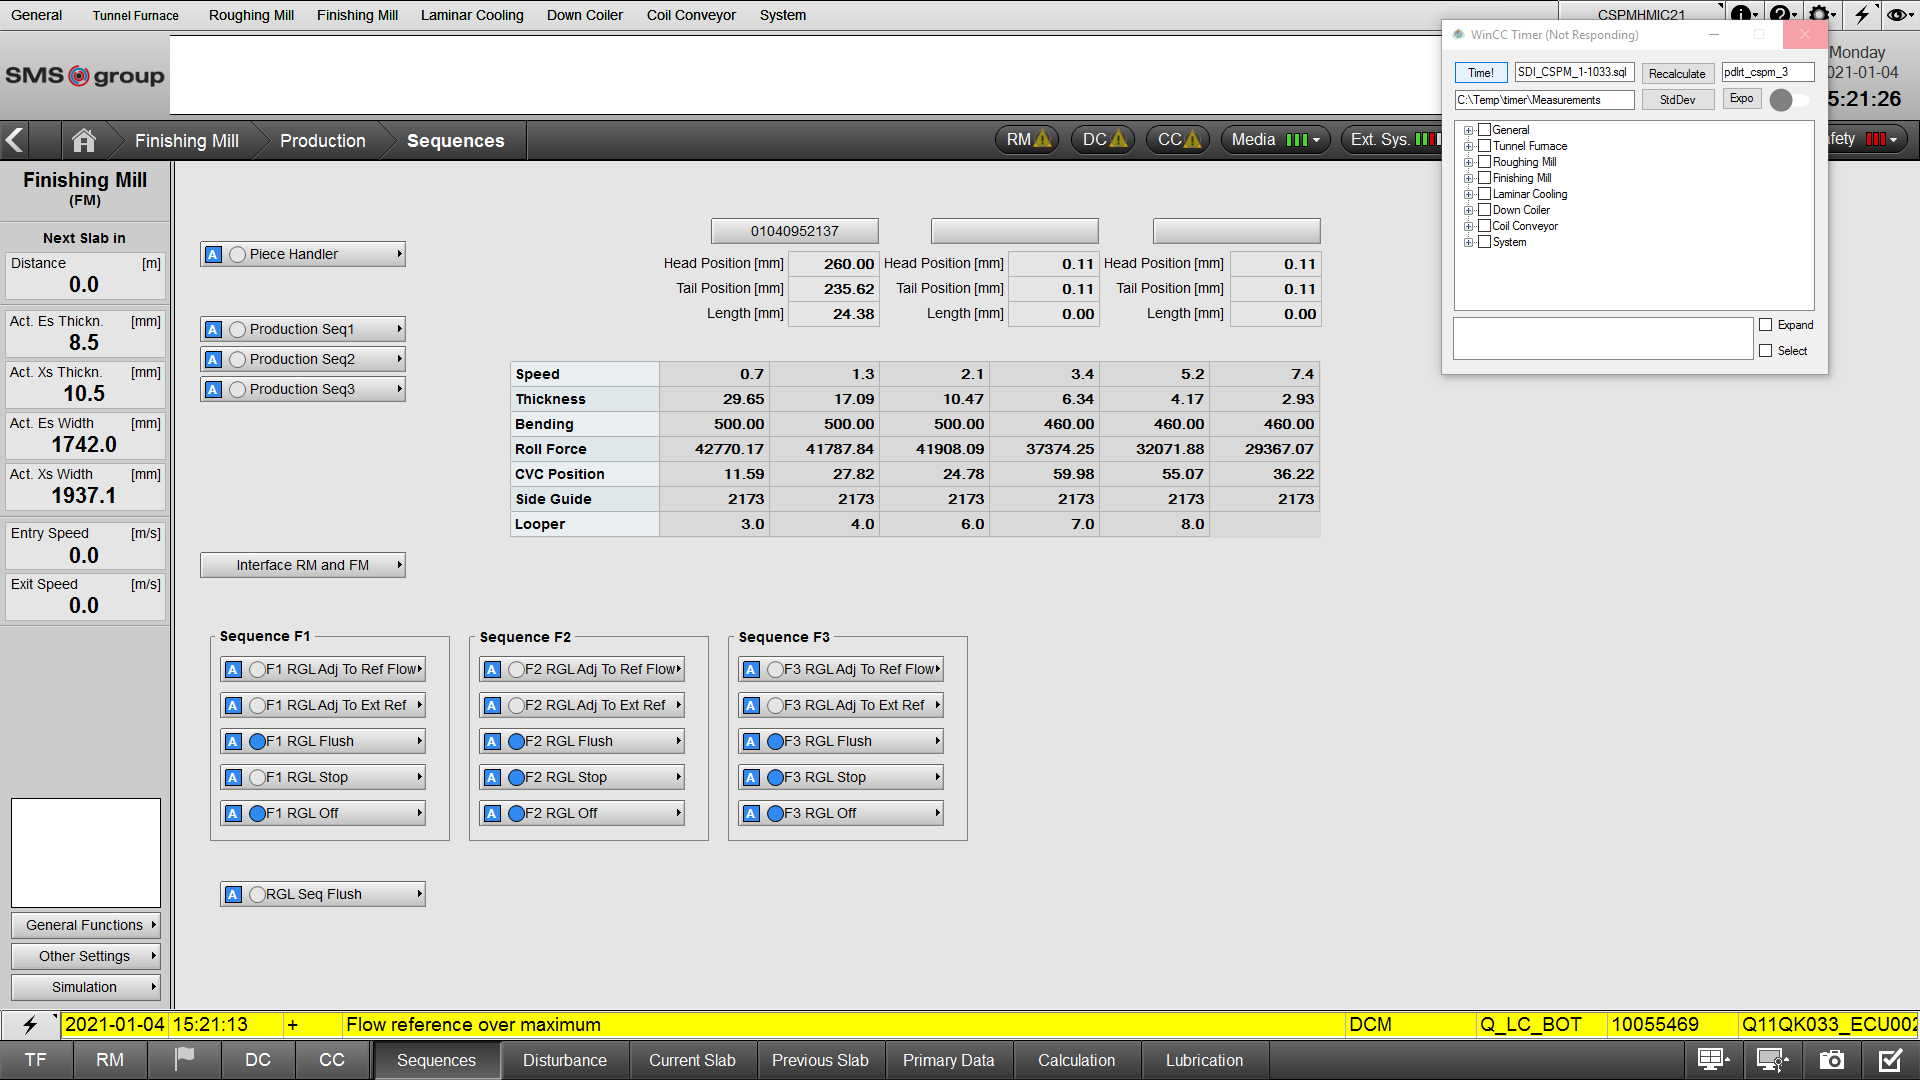 General Tunnel Furnace Roughing Mill Finishing Mill Laminar Cooling Down Coiler Coil Conveyor System CSPMHMIC21
SMS group
Monday
021-01-04
5:21:26
Finishing Mill Production Sequences RM DC CC Media Ext. Sys. afety
WinCC Timer (Not Responding)
Time! SDI_CSPM_1-1033.sql Recalculate pdlrt_cspm_3
C:\Temp\timer\Measurements StdDev Expo
General
Tunnel Furnace
Roughing Mill
Finishing Mill
Laminar Cooling
Down Coiler
Coil Conveyor
System
Expand
Select
Finishing Mill
(FM)
Next Slab in
Distance [m]
0.0
Act. Es Thickn. [mm]
8.5
Act. Xs Thickn. [mm]
10.5
Act. Es Width [mm]
1742.0
Act. Xs Width [mm]
1937.1
Entry Speed [m/s]
0.0
Exit Speed [m/s]
0.0
General Functions
Other Settings
Simulation
A Piece Handler
A Production Seq1
A Production Seq2
A Production Seq3
Interface RM and FM
01040952137
Head Position [mm] 260.00 Head Position [mm] 0.11 Head Position [mm] 0.11
Tail Position [mm] 235.62 Tail Position [mm] 0.11 Tail Position [mm] 0.11
Length [mm] 24.38 Length [mm] 0.00 Length [mm] 0.00
Speed 0.7 1.3 2.1 3.4 5.2 7.4
Thickness 29.65 17.09 10.47 6.34 4.17 2.93
Bending 500.00 500.00 500.00 460.00 460.00 460.00
Roll Force 42770.17 41787.84 41908.09 37374.25 32071.88 29367.07
CVC Position 11.59 27.82 24.78 59.98 55.07 36.22
Side Guide 2173 2173 2173 2173 2173 2173
Looper 3.0 4.0 6.0 7.0 8.0
Sequence F1
A F1 RGL Adj To Ref Flow
A F1 RGL Adj To Ext Ref
A F1 RGL Flush
A F1 RGL Stop
A F1 RGL Off
Sequence F2
A F2 RGL Adj To Ref Flow
A F2 RGL Adj To Ext Ref
A F2 RGL Flush
A F2 RGL Stop
A F2 RGL Off
Sequence F3
A F3 RGL Adj To Ref Flow
A F3 RGL Adj To Ext Ref
A F3 RGL Flush
A F3 RGL Stop
A F3 RGL Off
A RGL Seq Flush
2021-01-04 15:21:13 + Flow reference over maximum DCM Q_LC_BOT 10055469 Q11QK033_ECU002
TF RM DC CC Sequences Disturbance Current Slab Previous Slab Primary Data Calculation Lubrication